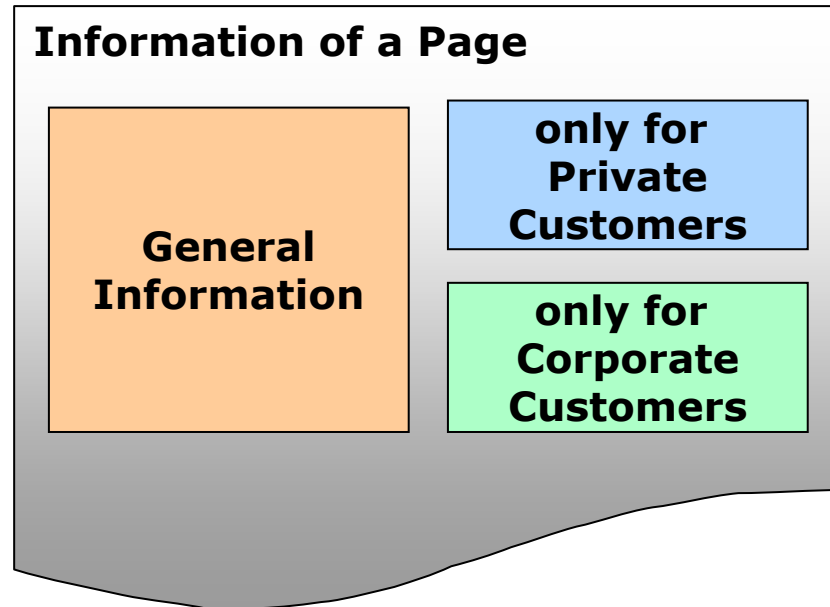 Information of a Page
General
Information
only for
Private
Customers
only for
Corporate
Customers